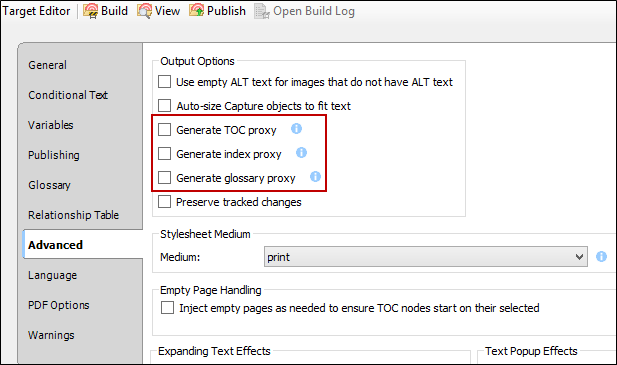 Target Editor Build View Publish Open Build Log
General
Conditional Text
Variables
Publishing
Glossary
Relationship Table
Advanced
Language
PDF Options
Warnings
Output Options
Use empty ALT text for images that do not have ALT text
Auto-size Capture objects to fit text
Generate TOC proxy
Generate index proxy
Generate glossary proxy
Preserve tracked changes
Stylesheet Medium
Medium: print
Empty Page Handling
Inject empty pages as needed to ensure TOC nodes start on their selected
Expanding Text Effects
Text Popup Effects